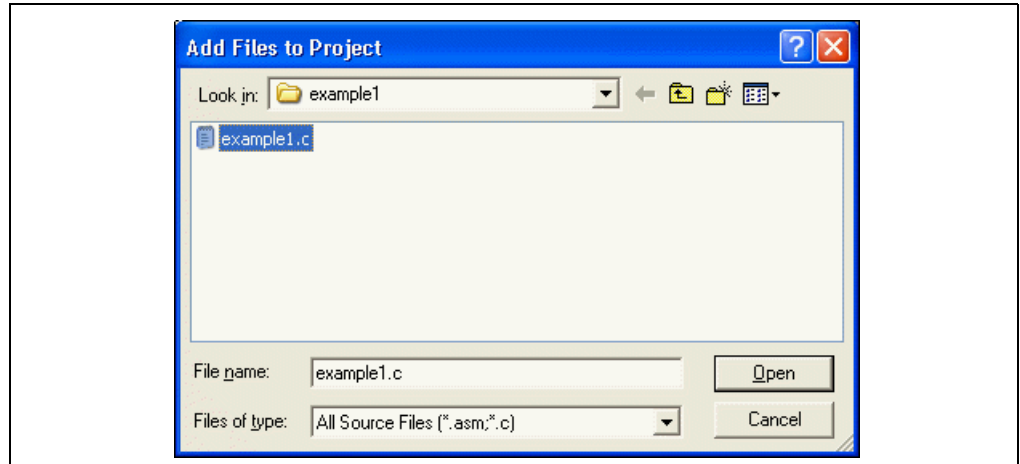 Add Files to Project
Look in: example1
example1.c
File name: example1.c Open
Files of type: All Source Files (*.asm;*.c) Cancel